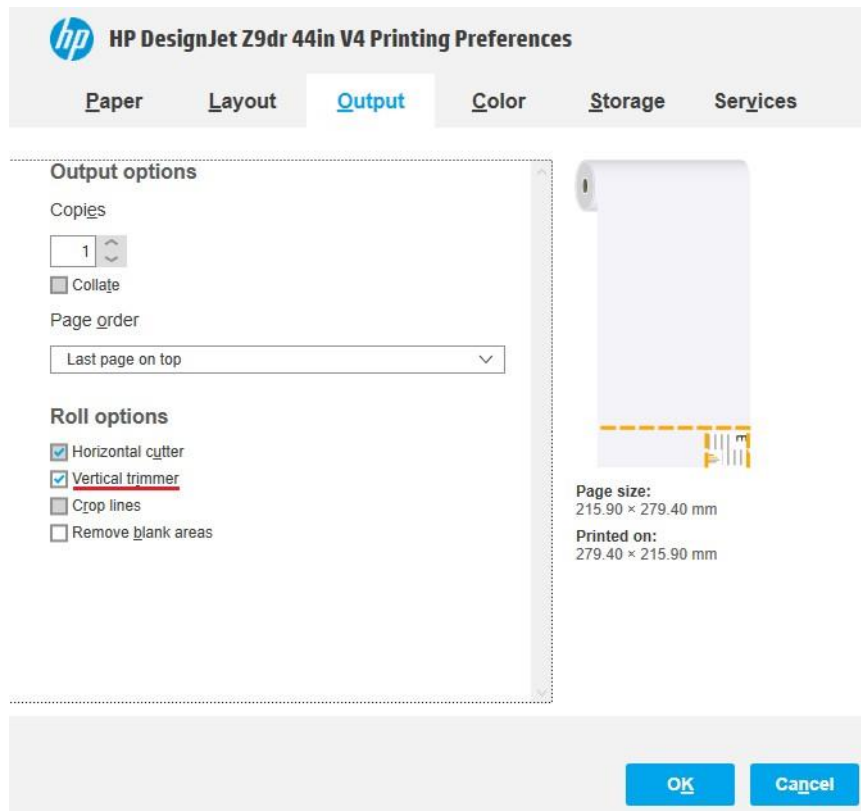 hp HP DesignJet Z9dr 44in V4 Printing Preferences
Paper Layout Output Color Storage Services
Output options
Copies
1
Collate
Page order
Last page on top
Roll options
Horizontal cutter
Vertical trimmer
Crop lines
Remove blank areas
Page size:
215.90 × 279.40 mm
Printed on:
279.40 × 215.90 mm
OK Cancel